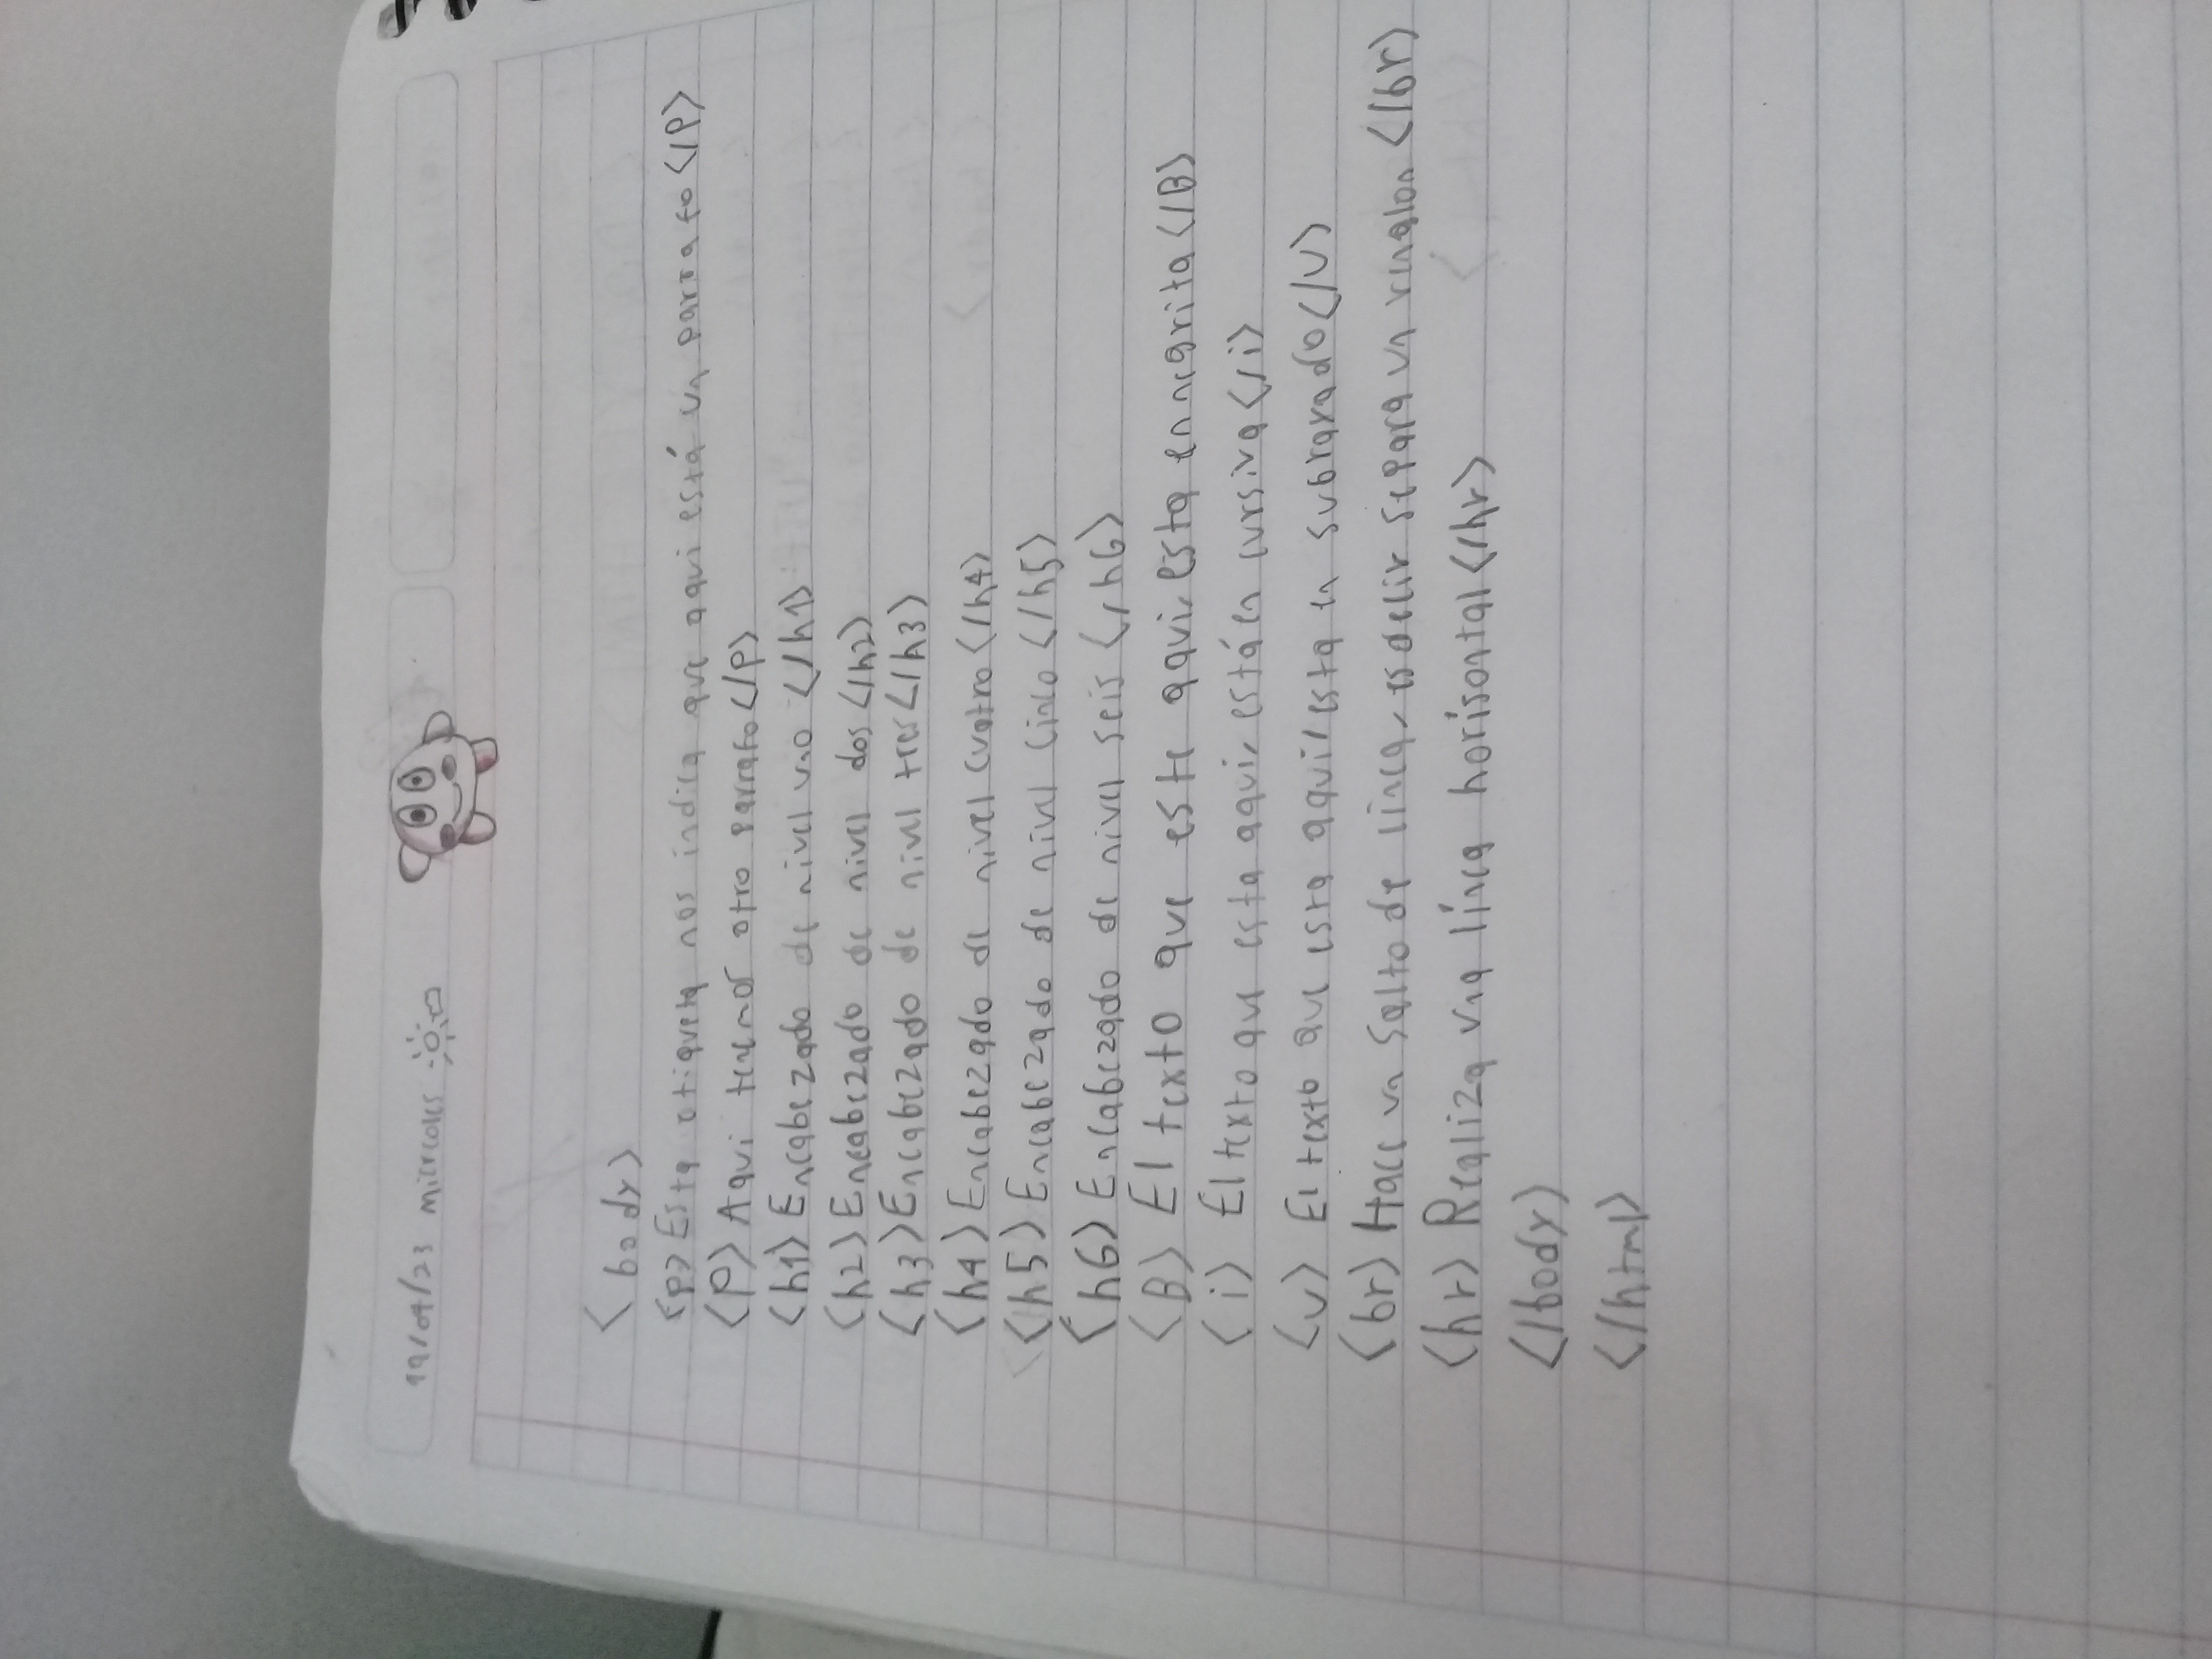 19/04/23 miercoles
<body>
<p> Esta etiqueta nos indica que aqui está un parrafo </p>
<p> Aqui tenemos otro parrafo </p>
<h1> Encabezado de nivel uno </h1>
<h2> Encabezado de nivel dos </h2>
<h3> Encabezado de nivel tres </h3>
<h4> Encabezado de nivel cuatro </h4>
<h5> Encabezado de nivel cinco </h5>
<h6> Encabezado de nivel seis </h6>
<B> El texto que este aqui, esta en negrita </B>
<i> El texto que esta aqui, está en cursiva </i>
<u> El texto que esta aqui, esta en subrayado </u>
<br> Hace un salto de linea, es decir separa un renglon </br>
<hr> Realiza una línea horisontal </hr>
</body>
</html>